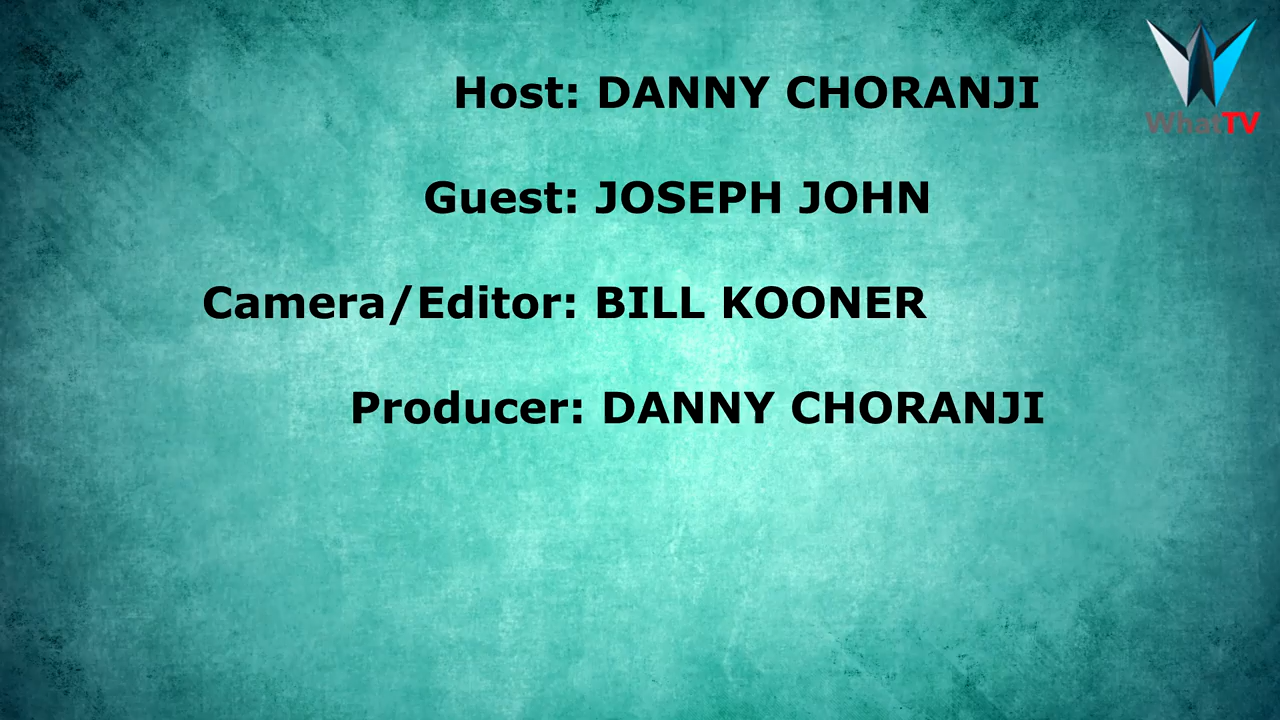 Host: DANNY CHORANJI
WhatTV
Guest: JOSEPH JOHN
Camera/Editor: BILL KOONER
Producer: DANNY CHORANJI